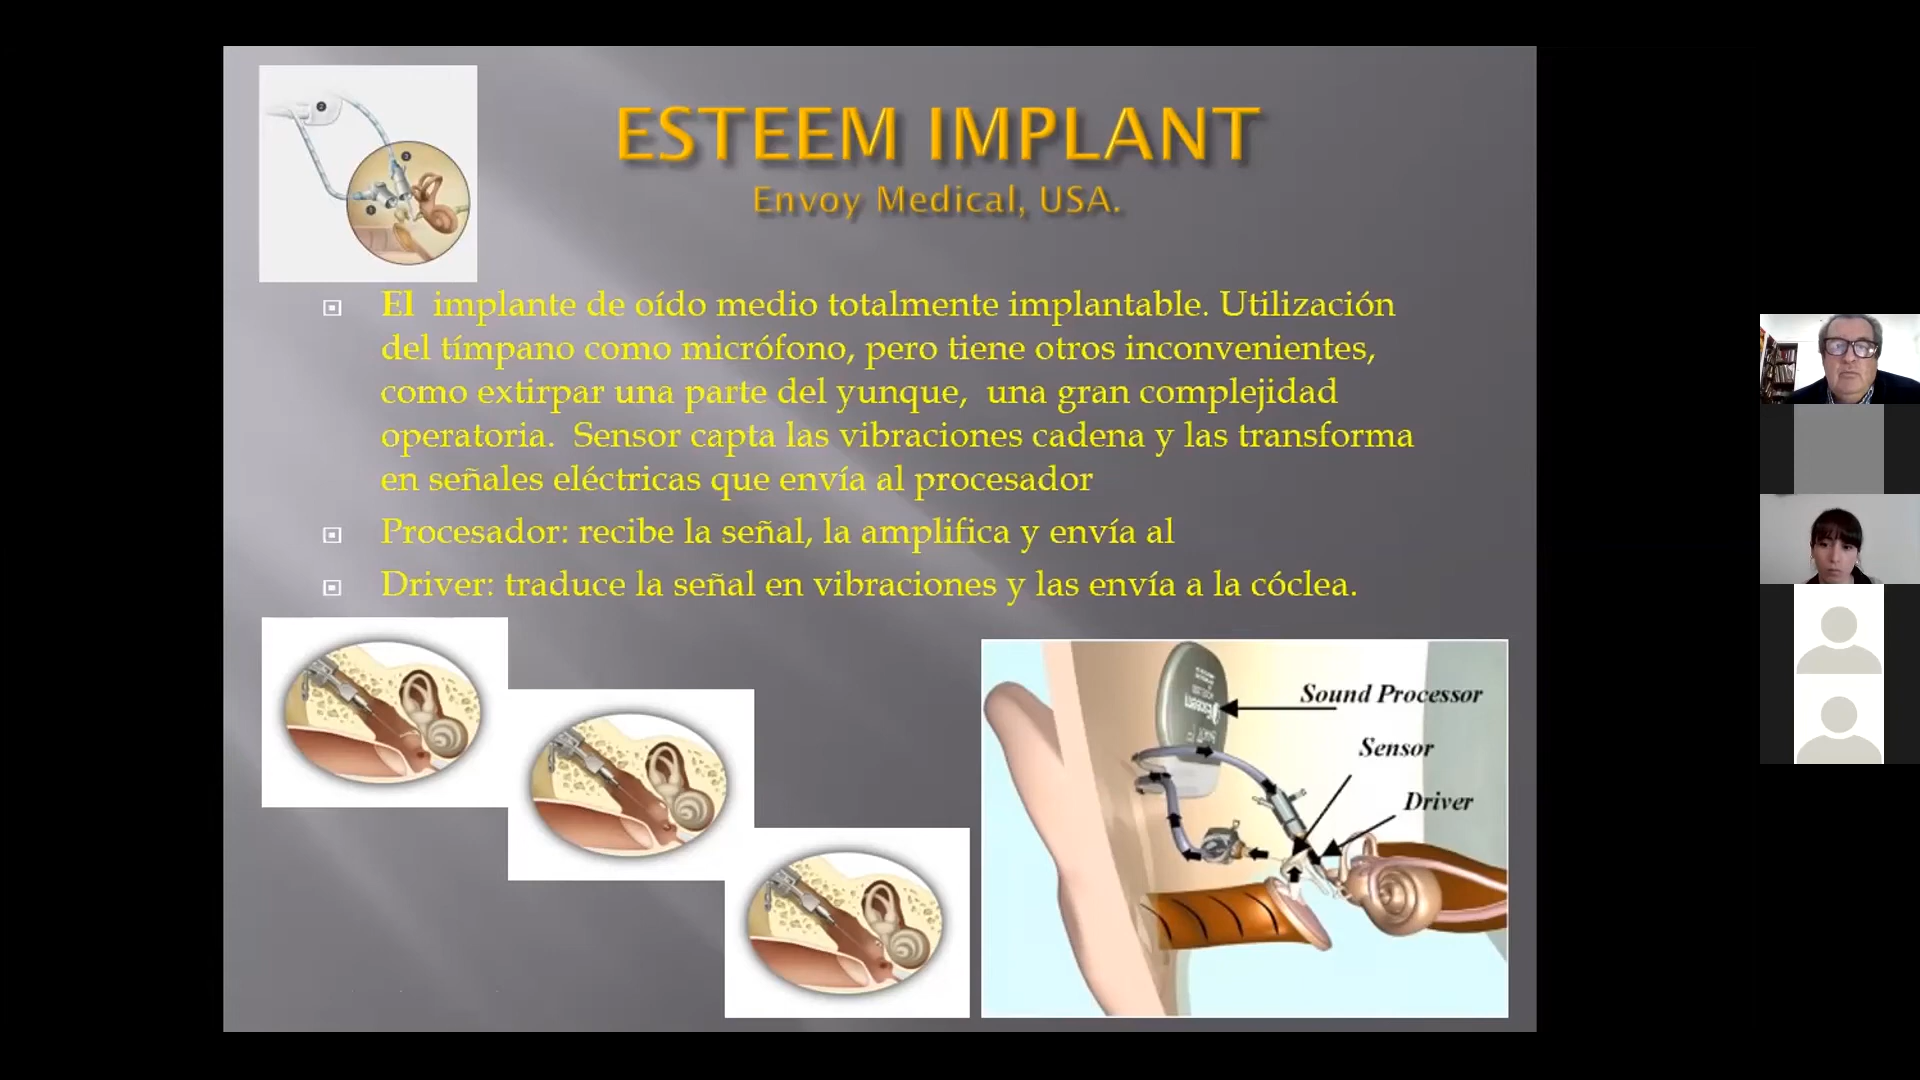 ESTEEM IMPLANT
Envoy Medical, USA.
El implante de oído medio totalmente implantable. Utilización
del tímpano como micrófono, pero tiene otros inconvenientes,
como extirpar una parte del yunque, una gran complejidad
operatoria. Sensor capta las vibraciones cadena y las transforma
en señales eléctricas que envía al procesador
Procesador: recibe la señal, la amplifica y envía al
Driver: traduce la señal en vibraciones y las envía a la cóclea.
Sound Processor
Sensor
Driver